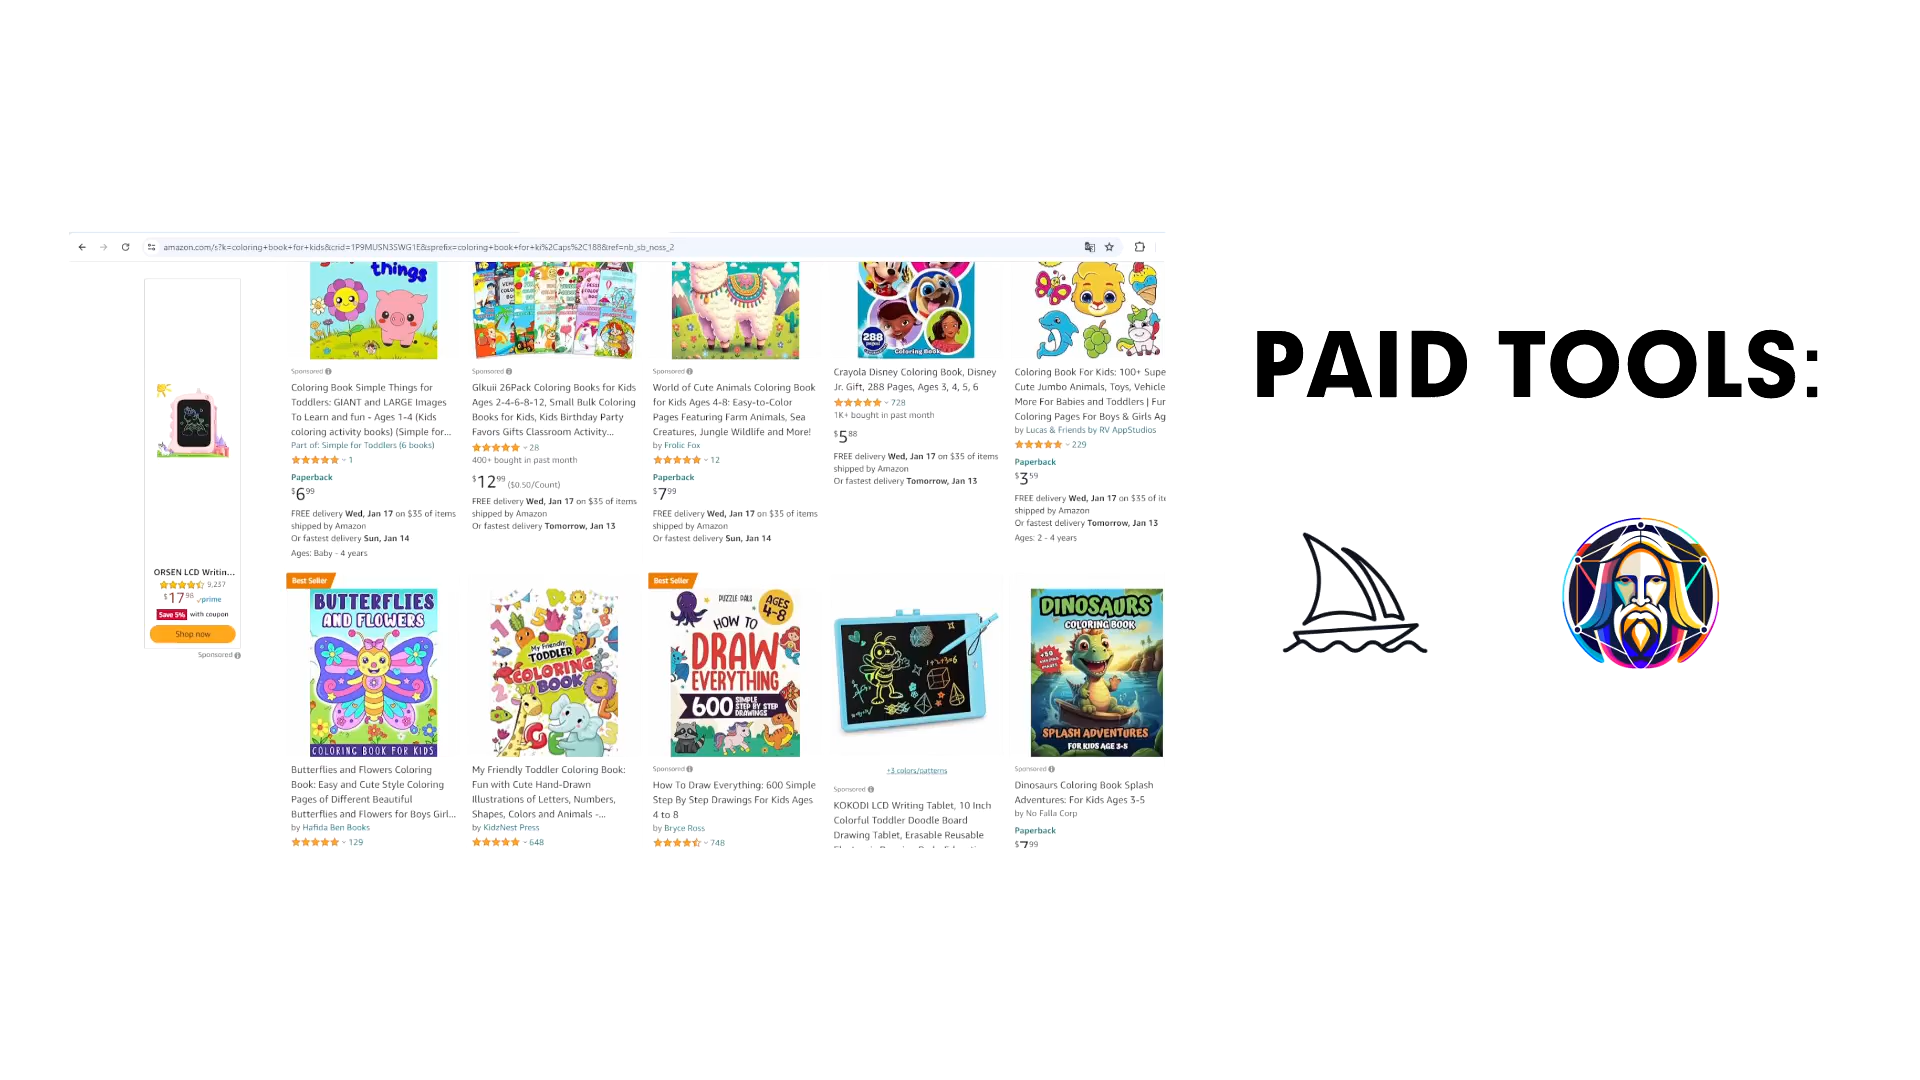 amazon.com/s?k=coloring+book+for+kids&crid=1P9MUSN3SWG1E&sprefix=coloring+book+for+ki%2Caps%2C188&ref=nb_sb_noss_2
things
288
Coloring Book
Sponsored
Coloring Book Simple Things for
Toddlers: GIANT and LARGE Images
To Learn and fun - Ages 1-4 (Kids
coloring activity books) (Simple for...
Part of: Simple for Toddlers (6 books)
1
Paperback
$6.99
FREE delivery Wed, Jan 17 on $35 of items
shipped by Amazon
Or fastest delivery Sun, Jan 14
Ages: Baby - 4 years
Sponsored
Glkuii 26Pack Coloring Books for Kids
Ages 2-4-6-8-12, Small Bulk Coloring
Books for Kids, Kids Birthday Party
Favors Gifts Classroom Activity...
28
400+ bought in past month
$12.99 ($0.50/Count)
FREE delivery Wed, Jan 17 on $35 of items
shipped by Amazon
Or fastest delivery Tomorrow, Jan 13
Sponsored
World of Cute Animals Coloring Book
for Kids Ages 4-8: Easy-to-Color
Pages Featuring Farm Animals, Sea
Creatures, Jungle Wildlife and More!
by Frolic Fox
12
Paperback
$7.99
FREE delivery Wed, Jan 17 on $35 of items
shipped by Amazon
Or fastest delivery Sun, Jan 14
Crayola Disney Coloring Book, Disney
Jr. Gift, 288 Pages, Ages 3, 4, 5, 6
728
1K+ bought in past month
$5.88
FREE delivery Wed, Jan 17 on $35 of items
shipped by Amazon
Or fastest delivery Tomorrow, Jan 13
Coloring Book For Kids: 100+ Supe
Cute Jumbo Animals, Toys, Vehicle
More For Babies and Toddlers | Fur
Coloring Pages For Boys & Girls Ag
by Lucas & Friends by RV AppStudios
229
Paperback
$3.59
FREE delivery Wed, Jan 17 on $35 of ite
shipped by Amazon
Or fastest delivery Tomorrow, Jan 13
Ages: 2 - 4 years
ORSEN LCD Writin...
9,237
$17.98 prime
Save 5% with coupon
Shop now
Sponsored
Best Seller
BUTTERFLIES
AND FLOWERS
COLORING BOOK FOR KIDS
Butterflies and Flowers Coloring
Book: Easy and Cute Style Coloring
Pages of Different Beautiful
Butterflies and Flowers for Boys Girl...
by Hafida Ben Books
129
My Friendly
TODDLER
COLORING
BOOK
My Friendly Toddler Coloring Book:
Fun with Cute Hand-Drawn
Illustrations of Letters, Numbers,
Shapes, Colors and Animals -...
by KidzNest Press
648
Best Seller
PUZZLE PALS
AGES
4-8
HOW TO
DRAW
EVERYTHING
600 SIMPLE
STEP BY STEP
DRAWINGS
Sponsored
How To Draw Everything: 600 Simple
Step By Step Drawings For Kids Ages
4 to 8
by Bryce Ross
748
+3 colors/patterns
Sponsored
KOKODI LCD Writing Tablet, 10 Inch
Colorful Toddler Doodle Board
Drawing Tablet, Erasable Reusable
DINOSAURS
COLORING BOOK
SPLASH ADVENTURES
FOR KIDS AGE 3-5
Sponsored
Dinosaurs Coloring Book Splash
Adventures: For Kids Ages 3-5
by No Falla Corp
Paperback
$7.99
PAID TOOLS: